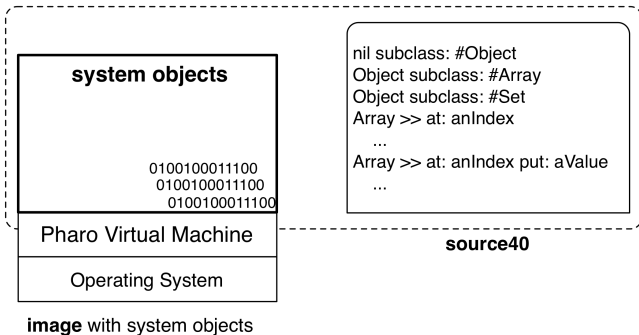 system objects
0100100011100
0100100011100
0100100011100
Pharo Virtual Machine
Operating System
image with system objects
nil subclass: #Object
Object subclass: #Array
Object subclass: #Set
Array >> at: anIndex
...
Array >> at: anIndex put: aValue
...
source40